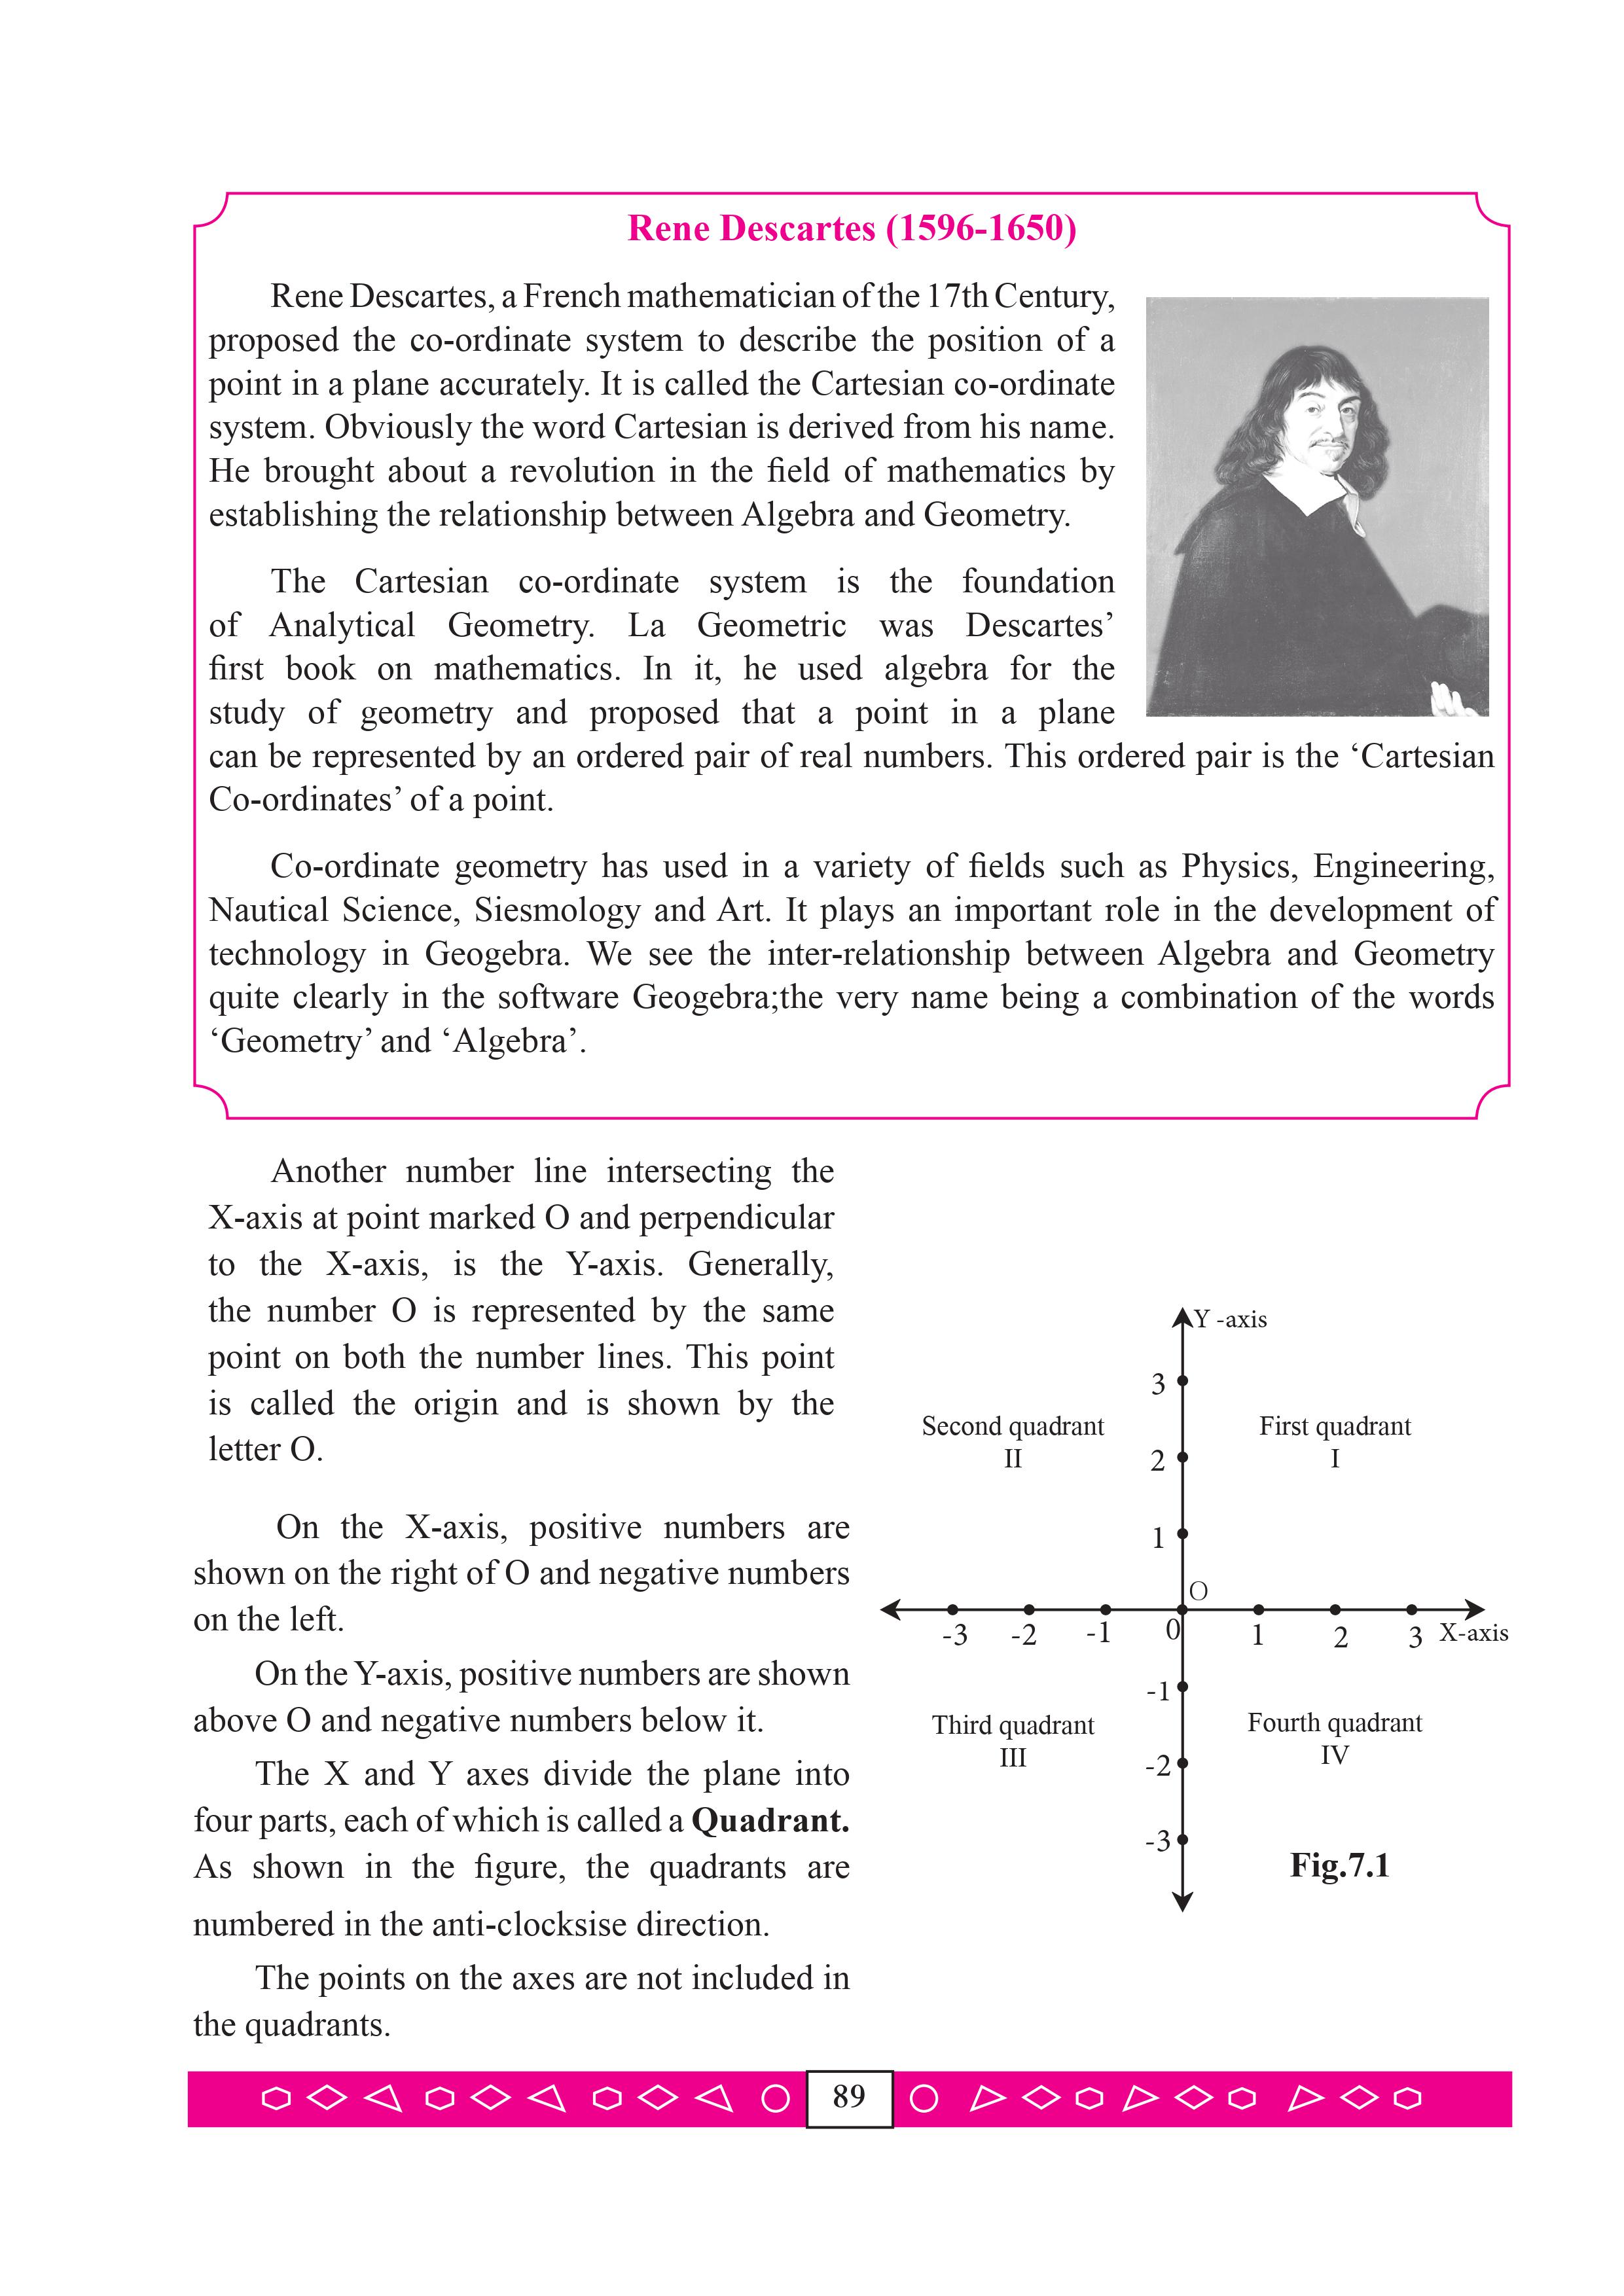 Rene Descartes (1596-1650)
Rene Descartes, a French mathematician of the 17th Century,
proposed the co-ordinate system to describe the position of a
point in a plane accurately. It is called the Cartesian co-ordinate
system. Obviously the word Cartesian is derived from his name.
He brought about a revolution in the field of mathematics by
establishing the relationship between Algebra and Geometry.
The Cartesian co-ordinate system is the foundation
of Analytical Geometry. La Geometric was Descartes’
first book on mathematics. In it, he used algebra for the
study of geometry and proposed that a point in a plane
can be represented by an ordered pair of real numbers. This ordered pair is the ‘Cartesian
Co-ordinates’ of a point.
Co-ordinate geometry has used in a variety of fields such as Physics, Engineering,
Nautical Science, Siesmology and Art. It plays an important role in the development of
technology in Geogebra. We see the inter-relationship between Algebra and Geometry
quite clearly in the software Geogebra;the very name being a combination of the words
‘Geometry’ and ‘Algebra’.
Another number line intersecting the
X-axis at point marked O and perpendicular
to the X-axis, is the Y-axis. Generally,
the number O is represented by the same
point on both the number lines. This point
is called the origin and is shown by the
letter O.
On the X-axis, positive numbers are
shown on the right of O and negative numbers
on the left.
On the Y-axis, positive numbers are shown
above O and negative numbers below it.
The X and Y axes divide the plane into
four parts, each of which is called a Quadrant.
As shown in the figure, the quadrants are
numbered in the anti-clocksise direction.
The points on the axes are not included in
the quadrants.
Y -axis
3
Second quadrant
II
First quadrant
I
2
1
O
-3 -2 -1 0 1 2 3 X-axis
-1
Third quadrant
III
Fourth quadrant
IV
-2
-3
Fig.7.1
89